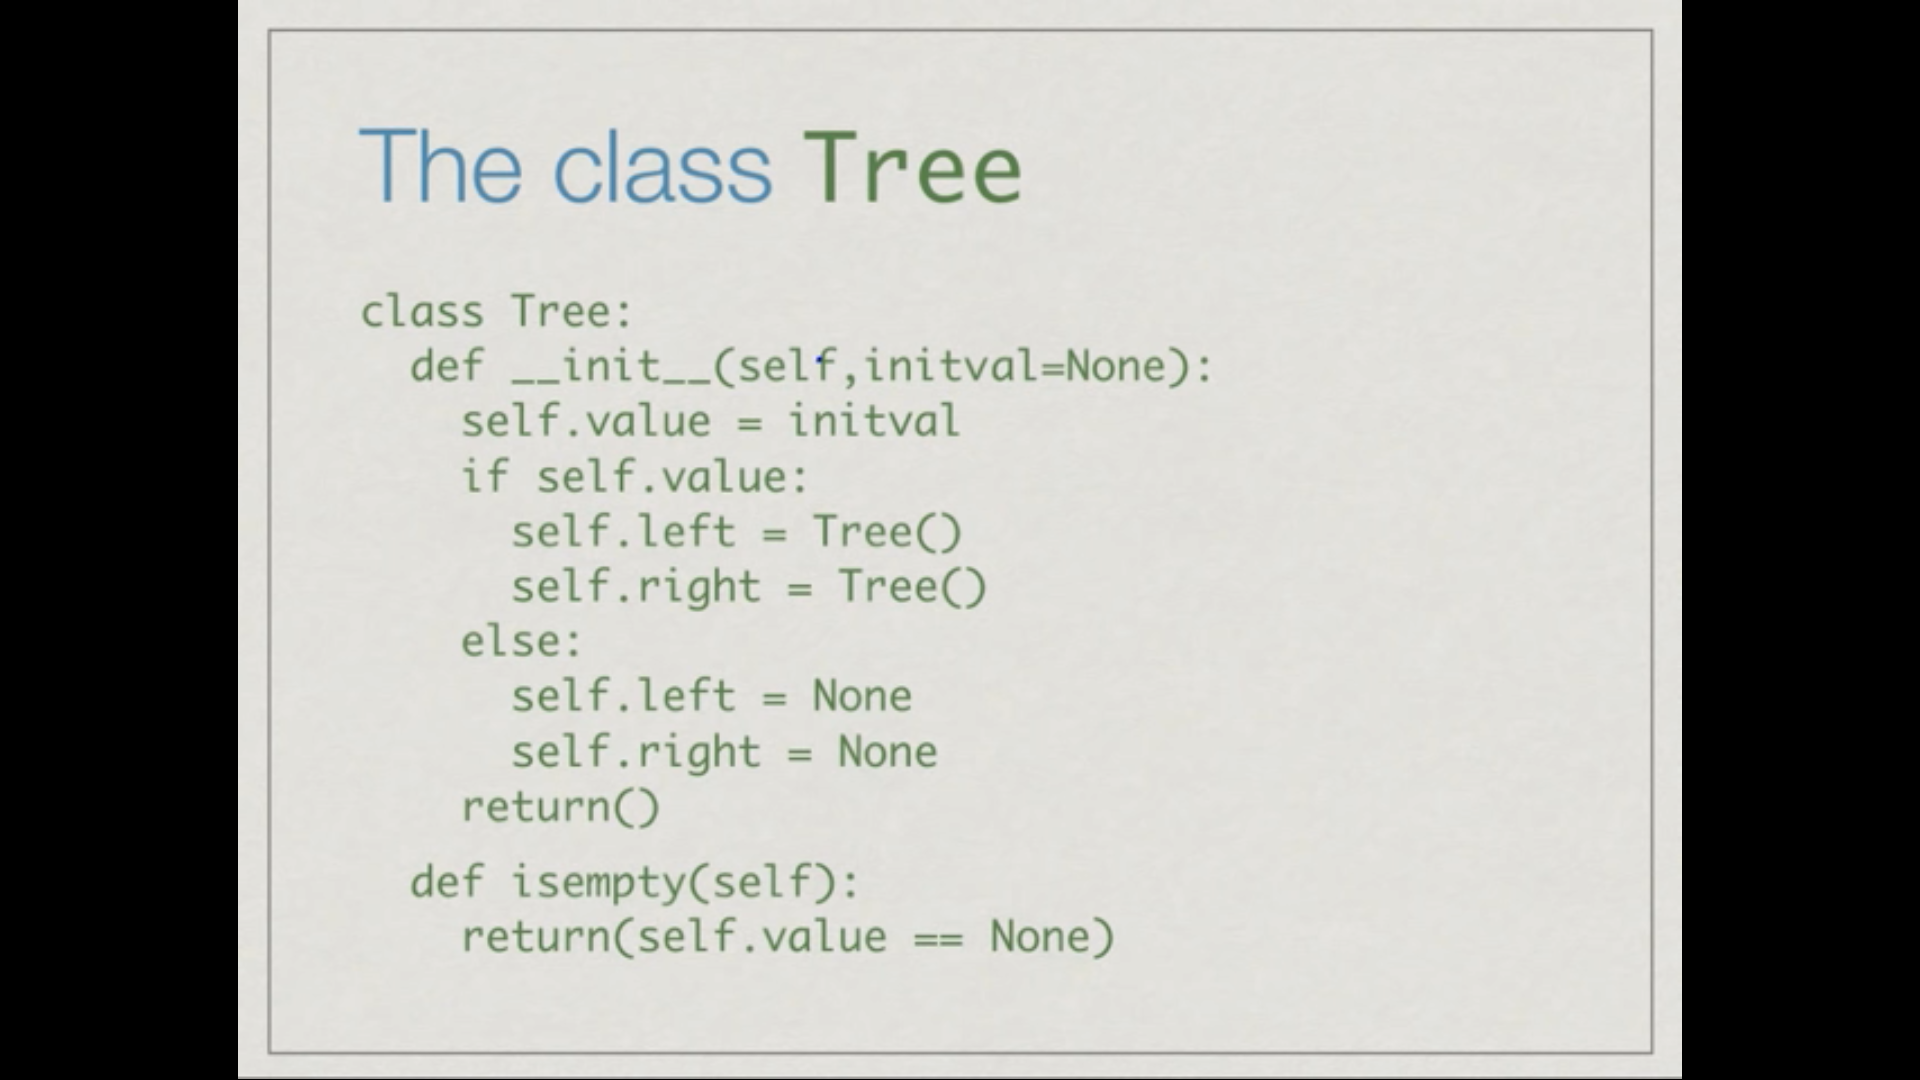 The class Tree
class Tree:
  def __init__(self,initval=None):
    self.value = initval
    if self.value:
      self.left = Tree()
      self.right = Tree()
    else:
      self.left = None
      self.right = None
    return()
  def isempty(self):
    return(self.value == None)